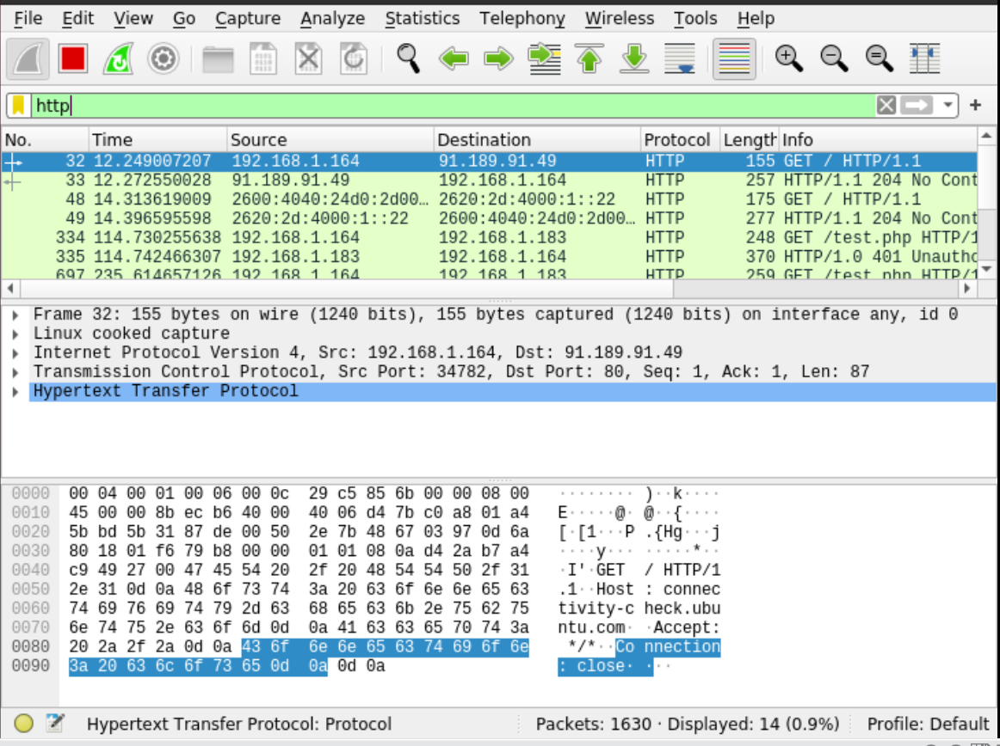 File Edit View Go Capture Analyze Statistics Telephony Wireless Tools Help
http
No. Time Source Destination Protocol Length Info
32 12.249007207 192.168.1.164 91.189.91.49 HTTP 155 GET / HTTP/1.1
33 12.272550028 91.189.91.49 192.168.1.164 HTTP 257 HTTP/1.1 204 No Cont
48 14.313619009 2600:4040:24d0:2d00… 2620:2d:4000:1::22 HTTP 175 GET / HTTP/1.1
49 14.396595598 2620:2d:4000:1::22 2600:4040:24d0:2d00… HTTP 277 HTTP/1.1 204 No Cont
334 114.730255638 192.168.1.164 192.168.1.183 HTTP 248 GET /test.php HTTP/1
335 114.742466307 192.168.1.183 192.168.1.164 HTTP 370 HTTP/1.0 401 Unautho
697 235.614657126 192.168.1.164 192.168.1.183 HTTP 259 GET /test.php HTTP/1
Frame 32: 155 bytes on wire (1240 bits), 155 bytes captured (1240 bits) on interface any, id 0
Linux cooked capture
Internet Protocol Version 4, Src: 192.168.1.164, Dst: 91.189.91.49
Transmission Control Protocol, Src Port: 34782, Dst Port: 80, Seq: 1, Ack: 1, Len: 87
Hypertext Transfer Protocol
0000 00 04 00 01 00 06 00 0c 29 c5 85 6b 00 00 08 00 ········ )··k····
0010 45 00 00 8b ec b6 40 00 40 06 d4 7b c0 a8 01 a4 E·····@· @··{····
0020 5b bd 5b 31 87 de 00 50 2e 7b 48 67 03 97 0d 6a [·[1···P .{Hg···j
0030 80 18 01 f6 79 b8 00 00 01 01 08 0a d4 2a b7 a4 ····y··· ·····*··
0040 c9 49 27 00 47 45 54 20 2f 20 48 54 54 50 2f 31 ·I'·GET / HTTP/1
0050 2e 31 0d 0a 48 6f 73 74 3a 20 63 6f 6e 6e 65 63 .1··Host : connec
0060 74 69 76 69 74 79 2d 63 68 65 63 6b 2e 75 62 75 tivity-c heck.ubu
0070 6e 74 75 2e 63 6f 6d 0d 0a 41 63 63 65 70 74 3a ntu.com· ·Accept:
0080 20 2a 2f 2a 0d 0a 43 6f 6e 6e 65 63 74 69 6f 6e */*··Co nnection
0090 3a 20 63 6c 6f 73 65 0d 0a 0d 0a : close· ···
Hypertext Transfer Protocol: Protocol Packets: 1630 · Displayed: 14 (0.9%) Profile: Default